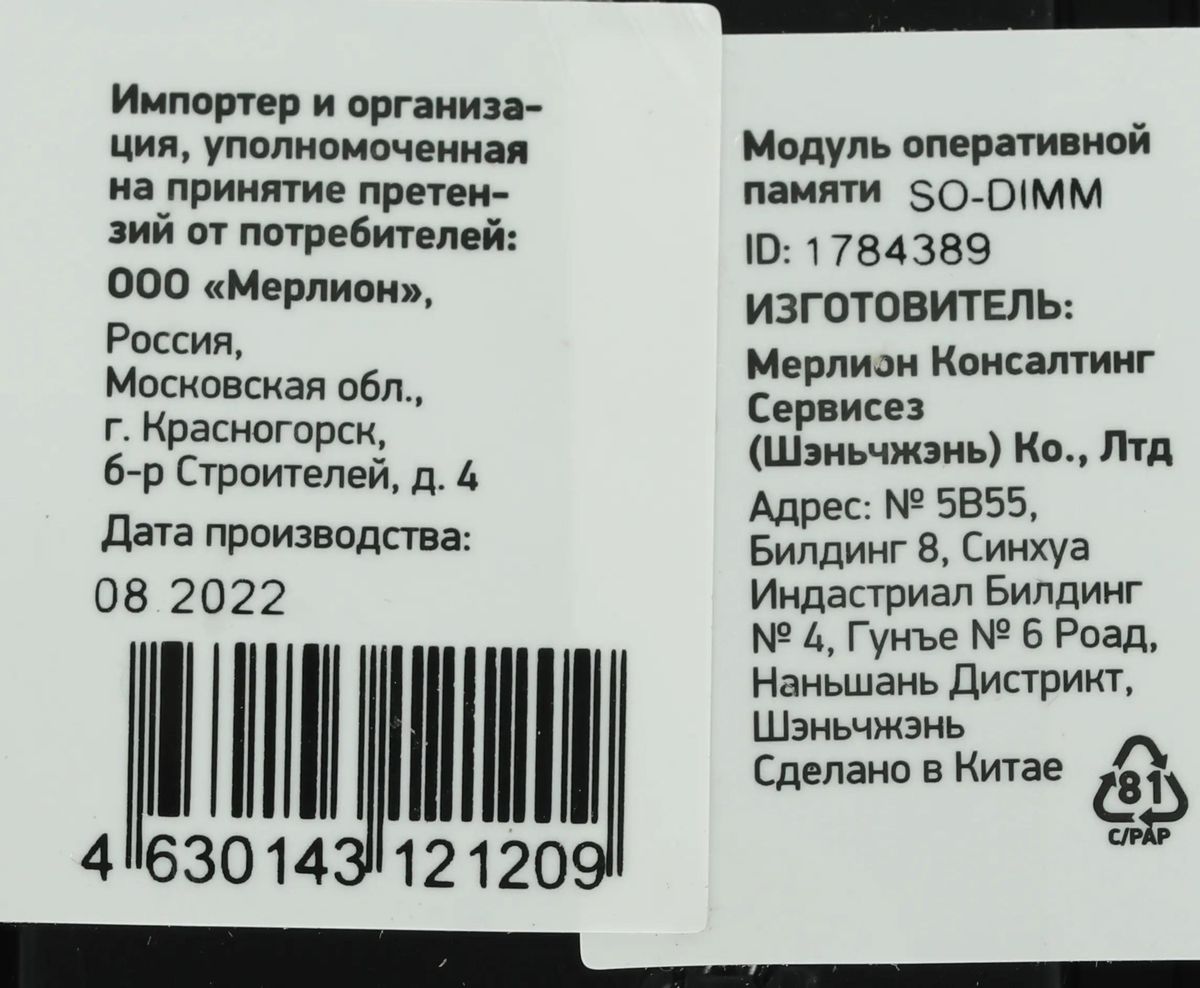 Импортер и организа-
ция, уполномоченная
на принятие претен-
зий от потребителей:
ООО «Мерлион»,
Россия,
Московская обл.,
г. Красногорск,
б-р Строителей, д. 4
Дата производства:
08.2022
4 630143 121209
Модуль оперативной
памяти SO-DIMM
ID: 1784389
ИЗГОТОВИТЕЛЬ:
Мерлион Консалтинг
Сервисез
(Шэньчжэнь) Ко., Лтд
Адрес: № 5B55,
Билдинг 8, Синхуа
Индастриал Билдинг
№ 4, Гунъе № 6 Роад,
Наньшань Дистрикт,
Шэньчжэнь
Сделано в Китае
81
C/PAP